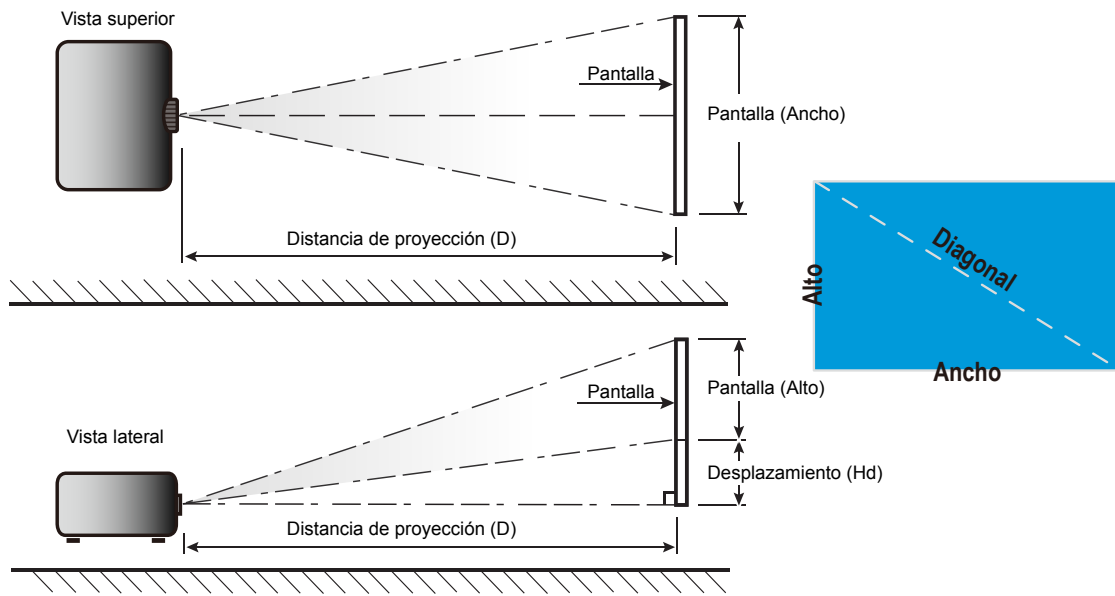 Vista superior
Pantalla
Pantalla (Ancho)
Distancia de proyección (D)
Alto
Diagonal
Ancho
Pantalla
Pantalla (Alto)
Vista lateral
Desplazamiento (Hd)
Distancia de proyección (D)